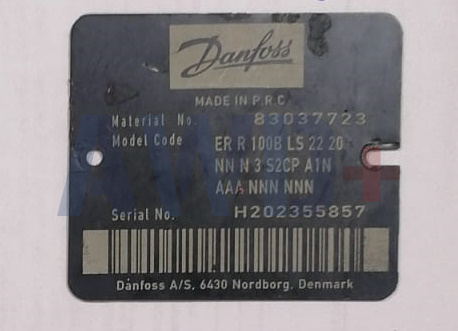 Danfoss
MADE IN P.R.C
Material No. 83037723
Model Code ER R 100B LS 22 20
NN N 3 S2CP A1N
AAA NNN NNN
Serial No. H202355857
Danfoss A/S, 6430 Nordborg, Denmark